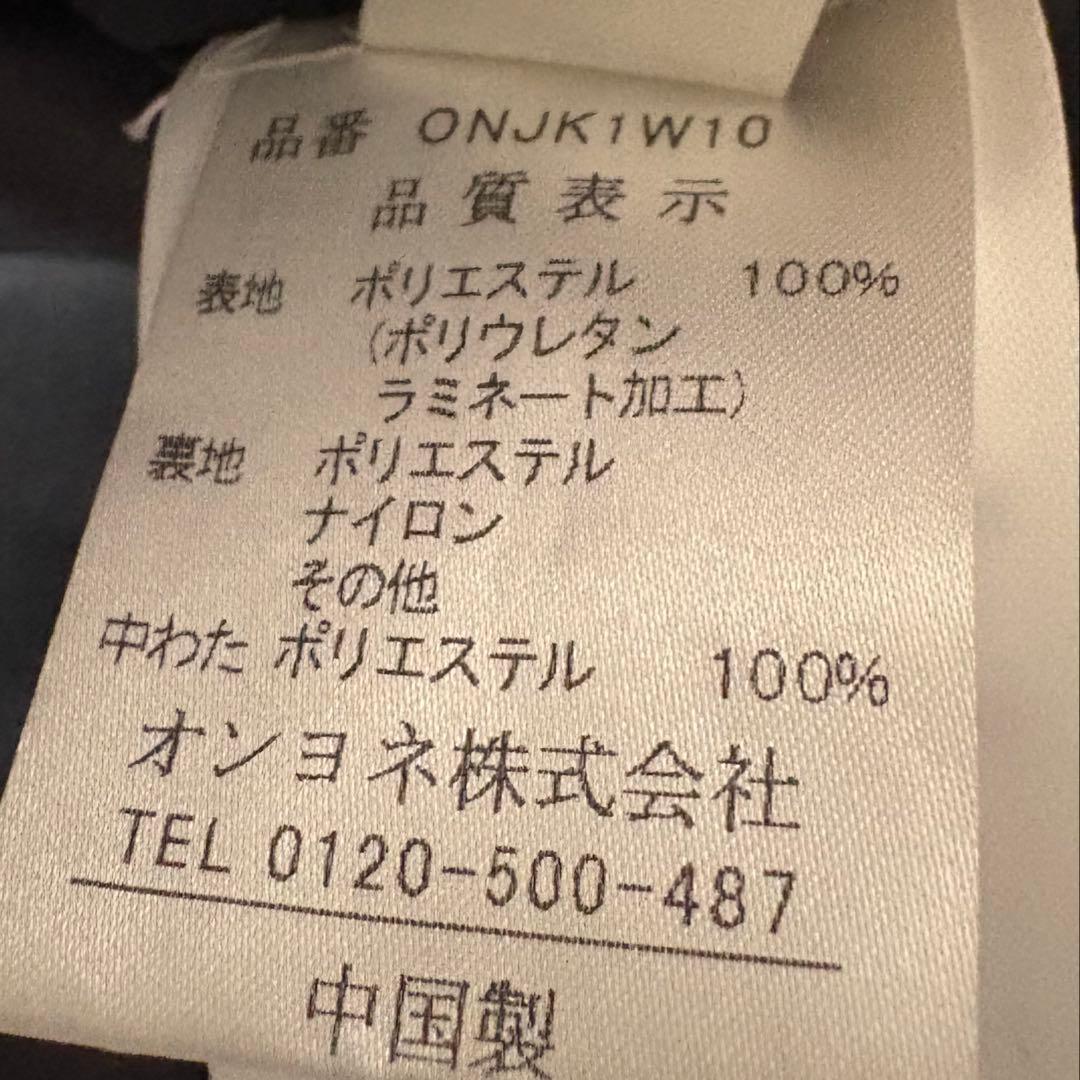 品番 ONJK1W10
品質表示
表地 ポリエステル 100%
(ポリウレタン
ラミネート加工)
裏地 ポリエステル
ナイロン
その他
中わた ポリエステル 100%
オンヨネ株式会社
TEL 0120-500-487
中国製